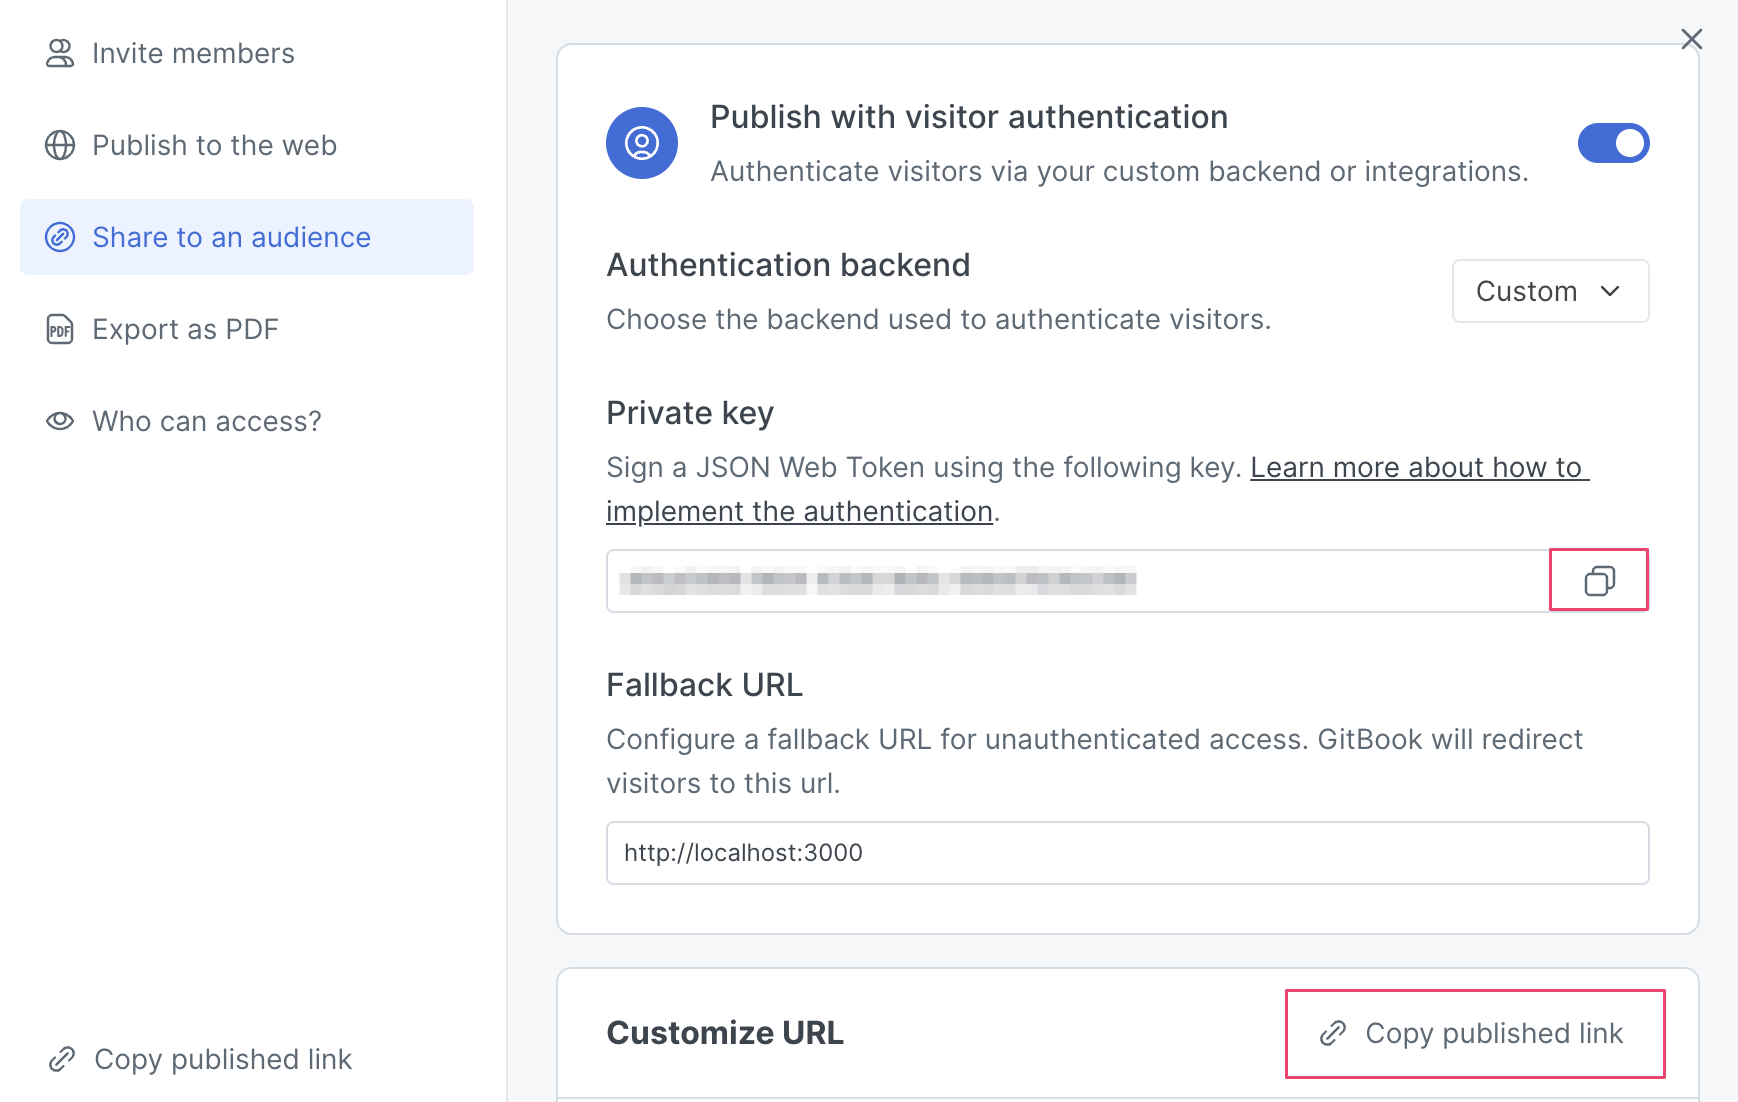 Invite members
Publish to the web
Share to an audience
PDF
Export as PDF
Who can access?
Copy published link
Publish with visitor authentication
Authenticate visitors via your custom backend or integrations.
Authentication backend
Choose the backend used to authenticate visitors.
Custom
Private key
Sign a JSON Web Token using the following key. Learn more about how to
implement the authentication.
Fallback URL
Configure a fallback URL for unauthenticated access. GitBook will redirect
visitors to this url.
http://localhost:3000
Customize URL
Copy published link